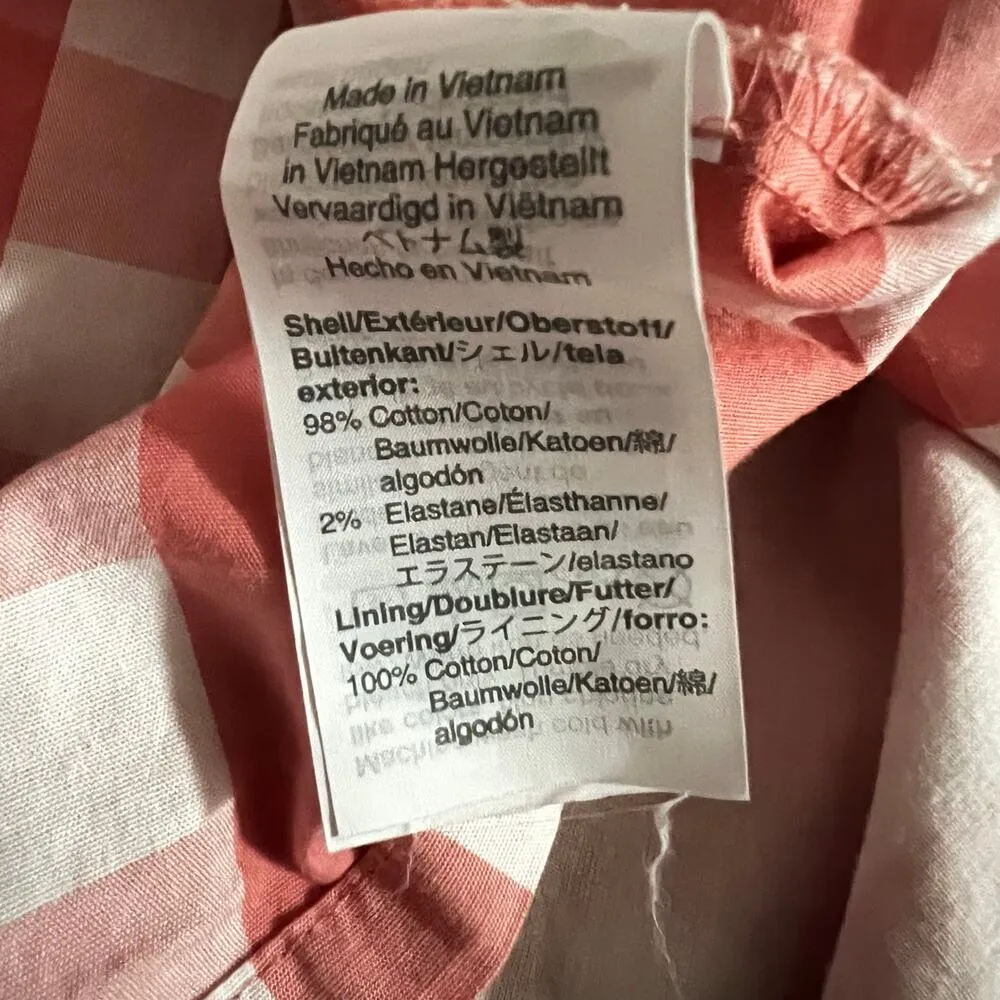 Made in Vietnam
Fabriqué au Vietnam
in Vietnam Hergestellt
Vervaardigd in Viëtnam
ベトナム製
Hecho en Vietnam
Shell/Extérieur/Oberstoff/
Buitenkant/シェル/tela
exterior:
98% Cotton/Coton/
Baumwolle/Katoen/綿/
algodón
2% Elastane/Élasthanne/
Elastan/Elastaan/
エラステーン/elastano
Lining/Doublure/Futter/
Voering/ライニング/forro:
100% Cotton/Coton/
Baumwolle/Katoen/綿/
algodón